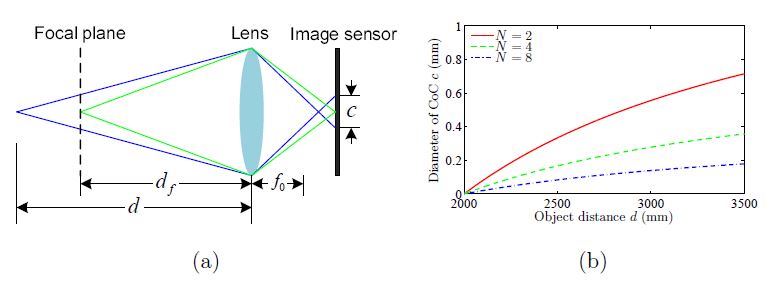 Focal plane
Lens
Image sensor
c
d_f
f_0
d
(a)
1
0.8
0.6
0.4
0.2
0
Diameter of CoC c (mm)
N = 2
N = 4
N = 8
2000 2500 3000 3500
Object distance d (mm)
(b)